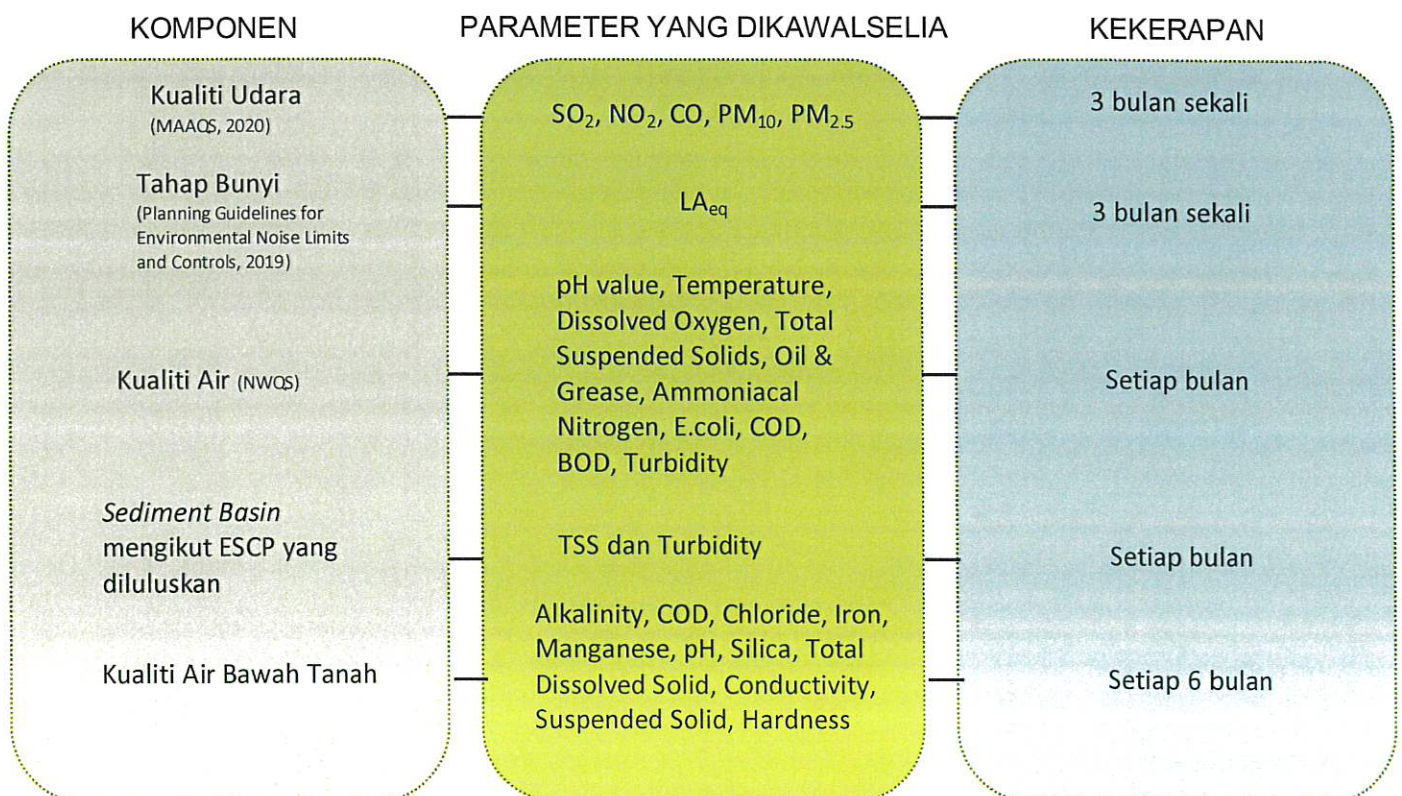 KOMPONEN
PARAMETER YANG DIKAWALSELIA
KEKERAPAN
Kualiti Udara
(MAAQS, 2020)
SO₂, NO₂, CO, PM₁₀, PM₂.₅
3 bulan sekali
Tahap Bunyi
(Planning Guidelines for
Environmental Noise Limits
and Controls, 2019)
LAeq
3 bulan sekali
Kualiti Air (NWQS)
pH value, Temperature,
Dissolved Oxygen, Total
Suspended Solids, Oil &
Grease, Ammoniacal
Nitrogen, E.coli, COD,
BOD, Turbidity
Setiap bulan
Sediment Basin
mengikut ESCP yang
diluluskan
TSS dan Turbidity
Setiap bulan
Kualiti Air Bawah Tanah
Alkalinity, COD, Chloride, Iron,
Manganese, pH, Silica, Total
Dissolved Solid, Conductivity,
Suspended Solid, Hardness
Setiap 6 bulan